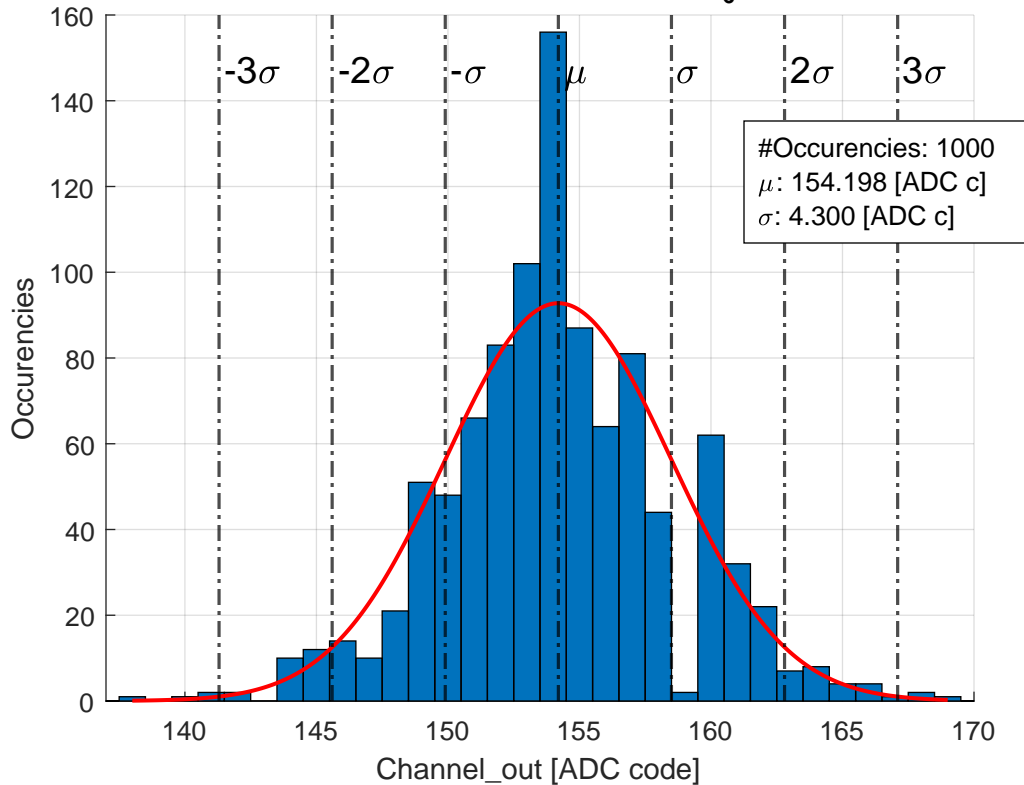 160
140
120
100
80
60
40
20
0
Occurencies
-3σ -2σ -σ μ σ 2σ 3σ
#Occurencies: 1000
μ: 154.198 [ADC c]
σ: 4.300 [ADC c]
140 145 150 155 160 165 170
Channel_out [ADC code]